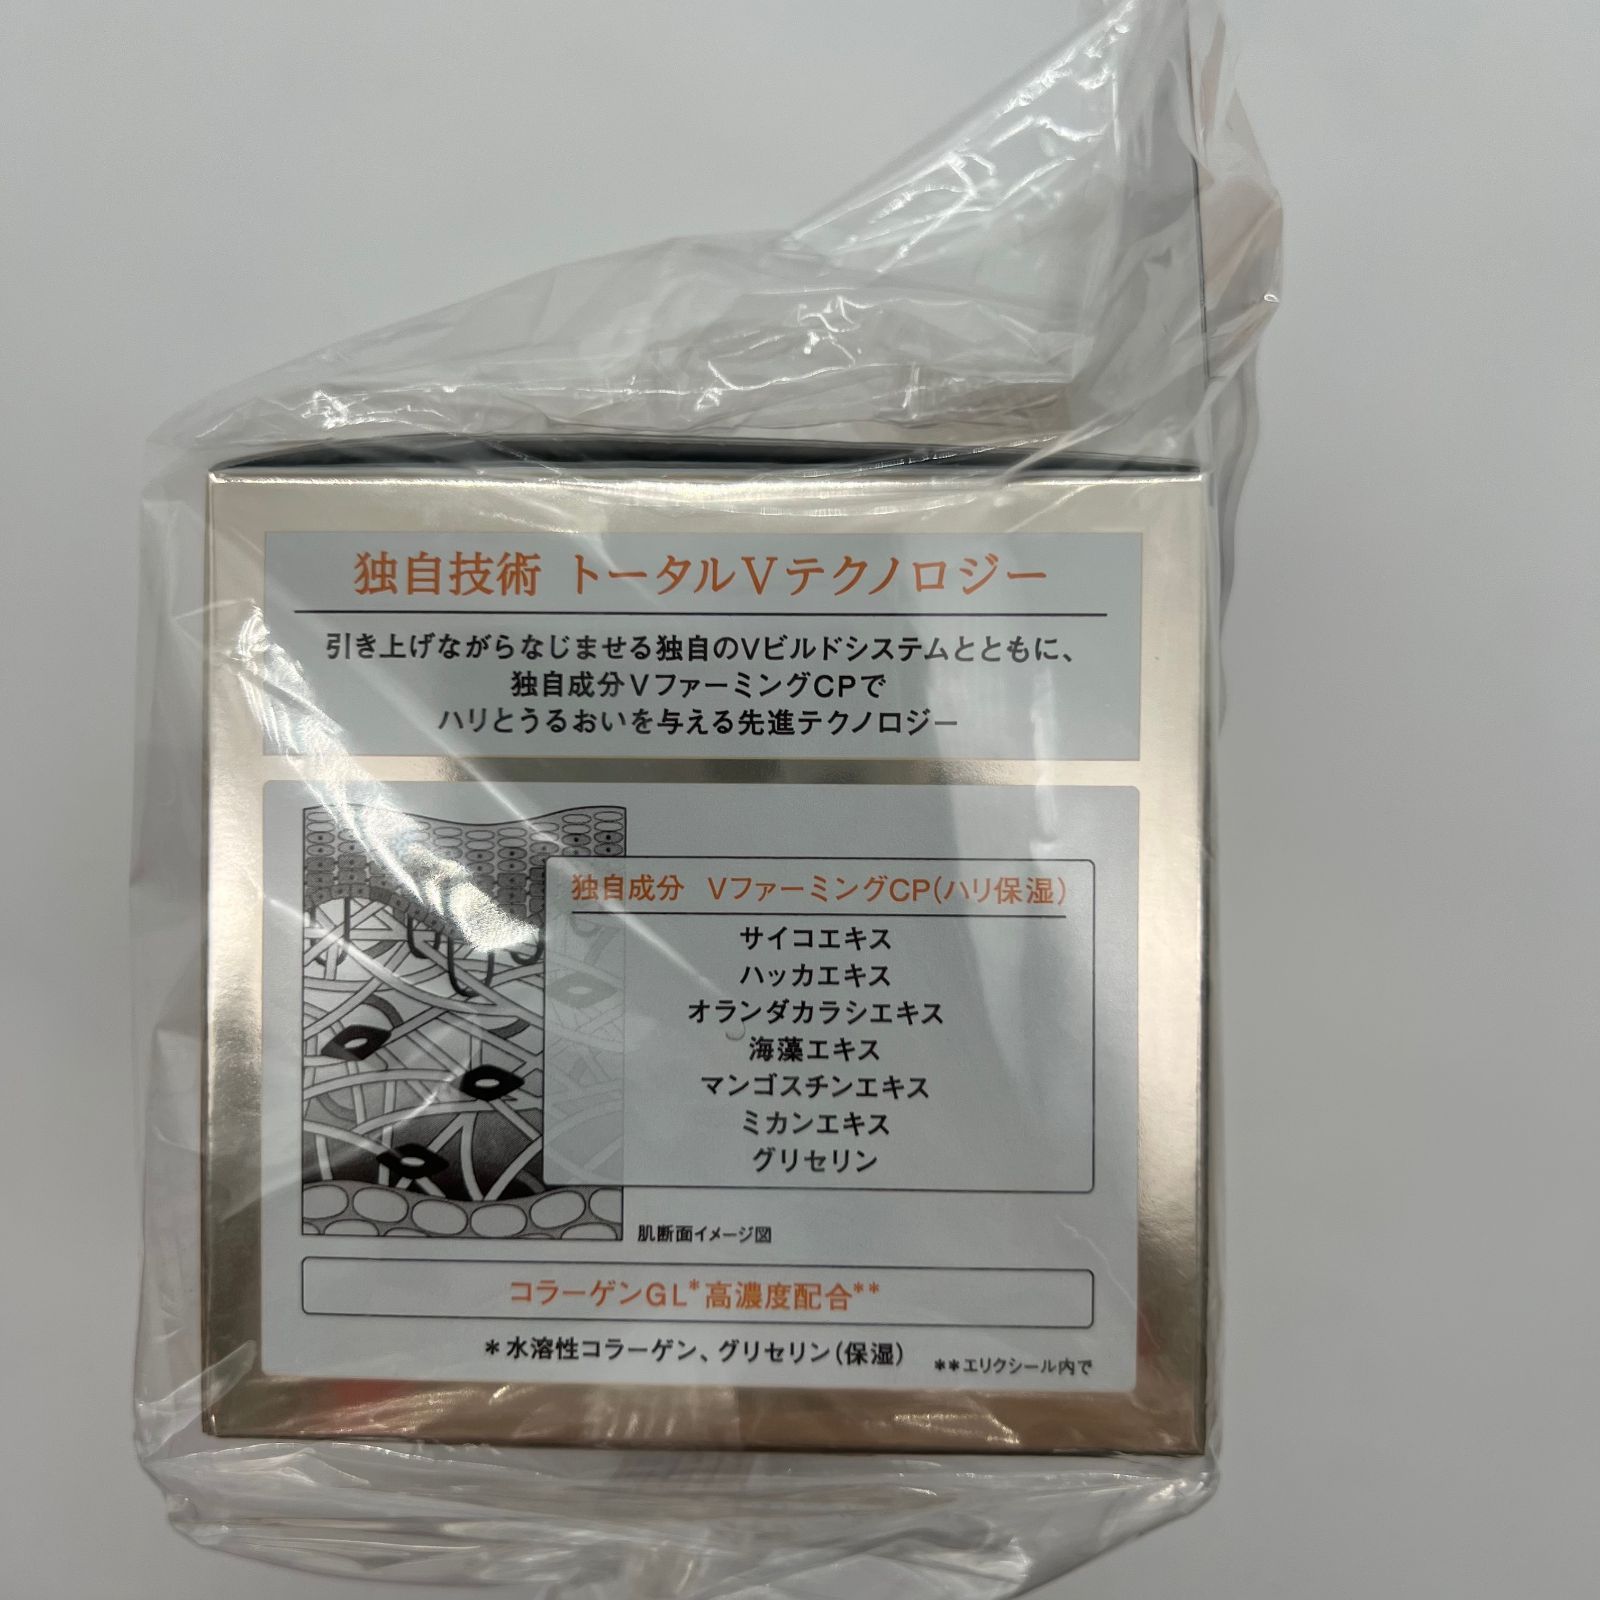 独自技術 トータルVテクノロジー
引き上げながらなじませる独自のVビルドシステムとともに、
独自成分VファーミングCPで
ハリとうるおいを与える先進テクノロジー
独自成分 VファーミングCP(ハリ保湿)
サイコエキス
ハッカエキス
オランダカラシエキス
海藻エキス
マンゴスチンエキス
ミカンエキス
グリセリン
肌断面イメージ図
コラーゲンGL*高濃度配合**
*水溶性コラーゲン、グリセリン(保湿) **エリクシール内で